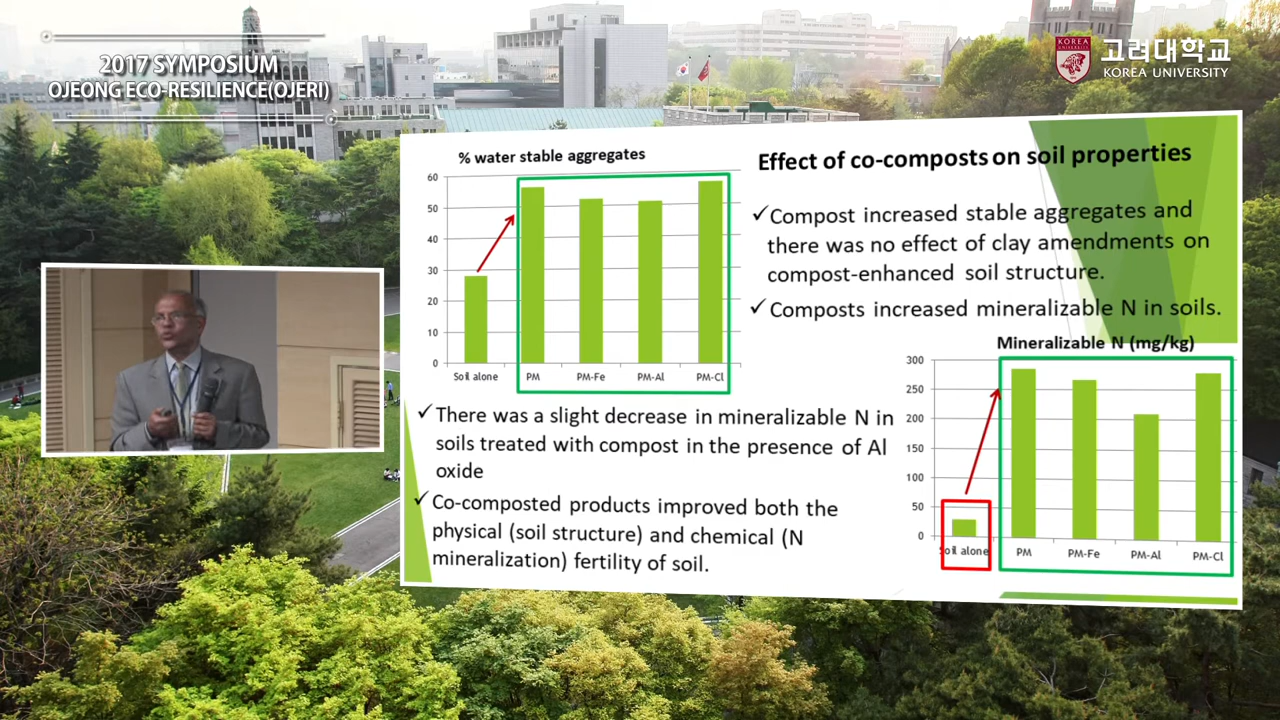 2017 SYMPOSIUM
OJEONG ECO-RESILIENCE(OJERI)
KOREA
UNIVERSITY
고려대학교
KOREA UNIVERSITY
% water stable aggregates
60
50
40
30
20
10
0
Soil alone PM PM-Fe PM-Al PM-Cl
Effect of co-composts on soil properties
✓Compost increased stable aggregates and
there was no effect of clay amendments on
compost-enhanced soil structure.
✓Composts increased mineralizable N in soils.
✓There was a slight decrease in mineralizable N in
soils treated with compost in the presence of Al
oxide
✓Co-composted products improved both the
physical (soil structure) and chemical (N
mineralization) fertility of soil.
Mineralizable N (mg/kg)
300
250
200
150
100
50
0
Soil alone PM PM-Fe PM-Al PM-Cl